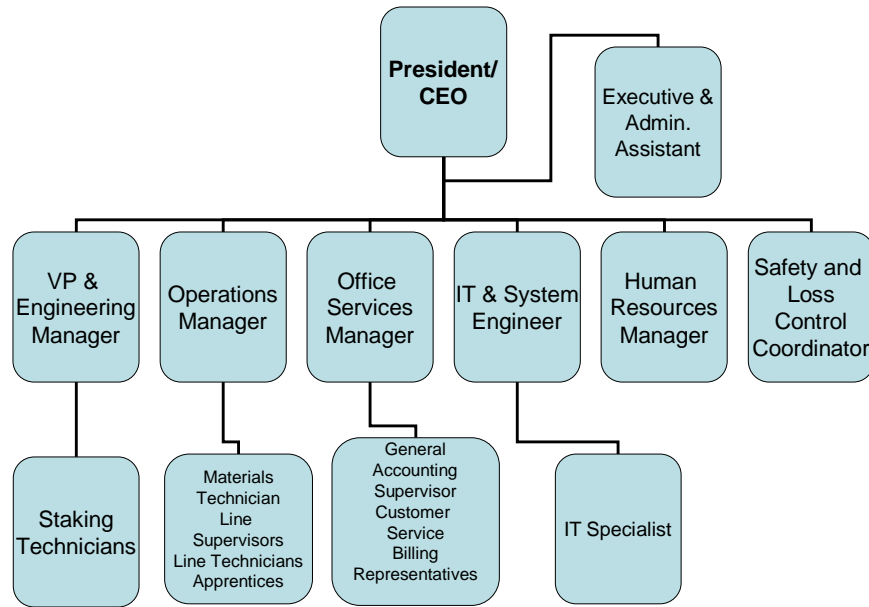 President/
CEO
Executive &
Admin.
Assistant
VP &
Engineering
Manager
Operations
Manager
Office
Services
Manager
IT & System
Engineer
Human
Resources
Manager
Safety and
Loss
Control
Coordinator
Staking
Technicians
Materials
Technician
Line
Supervisors
Line Technicians
Apprentices
General
Accounting
Supervisor
Customer
Service
Billing
Representatives
IT Specialist